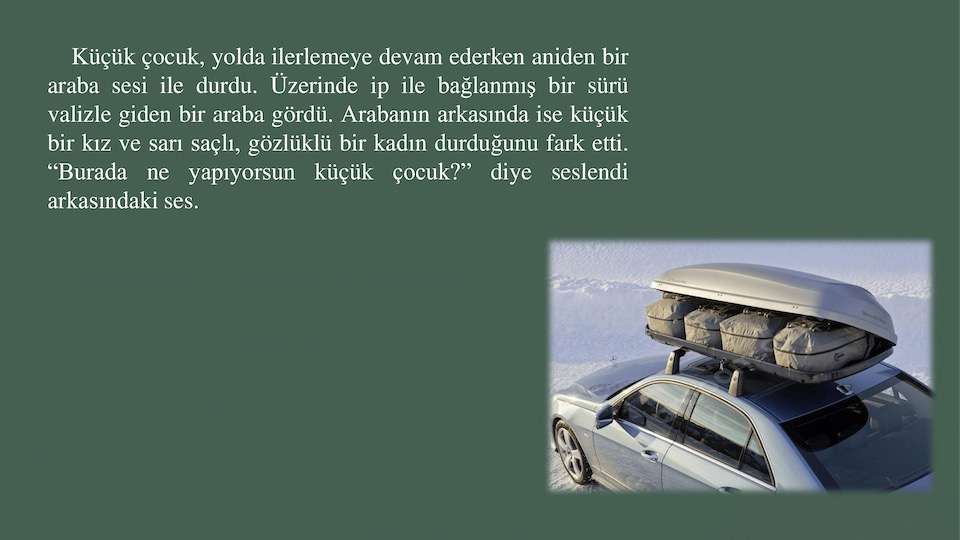 Küçük çocuk, yolda ilerlemeye devam ederken aniden bir
araba sesi ile durdu. Üzerinde ip ile bağlanmış bir sürü
valizle giden bir araba gördü. Arabanın arkasında ise küçük
bir kız ve sarı saçlı, gözlüklü bir kadın durduğunu fark etti.
“Burada ne yapıyorsun küçük çocuk?” diye seslendi
arkasındaki ses.